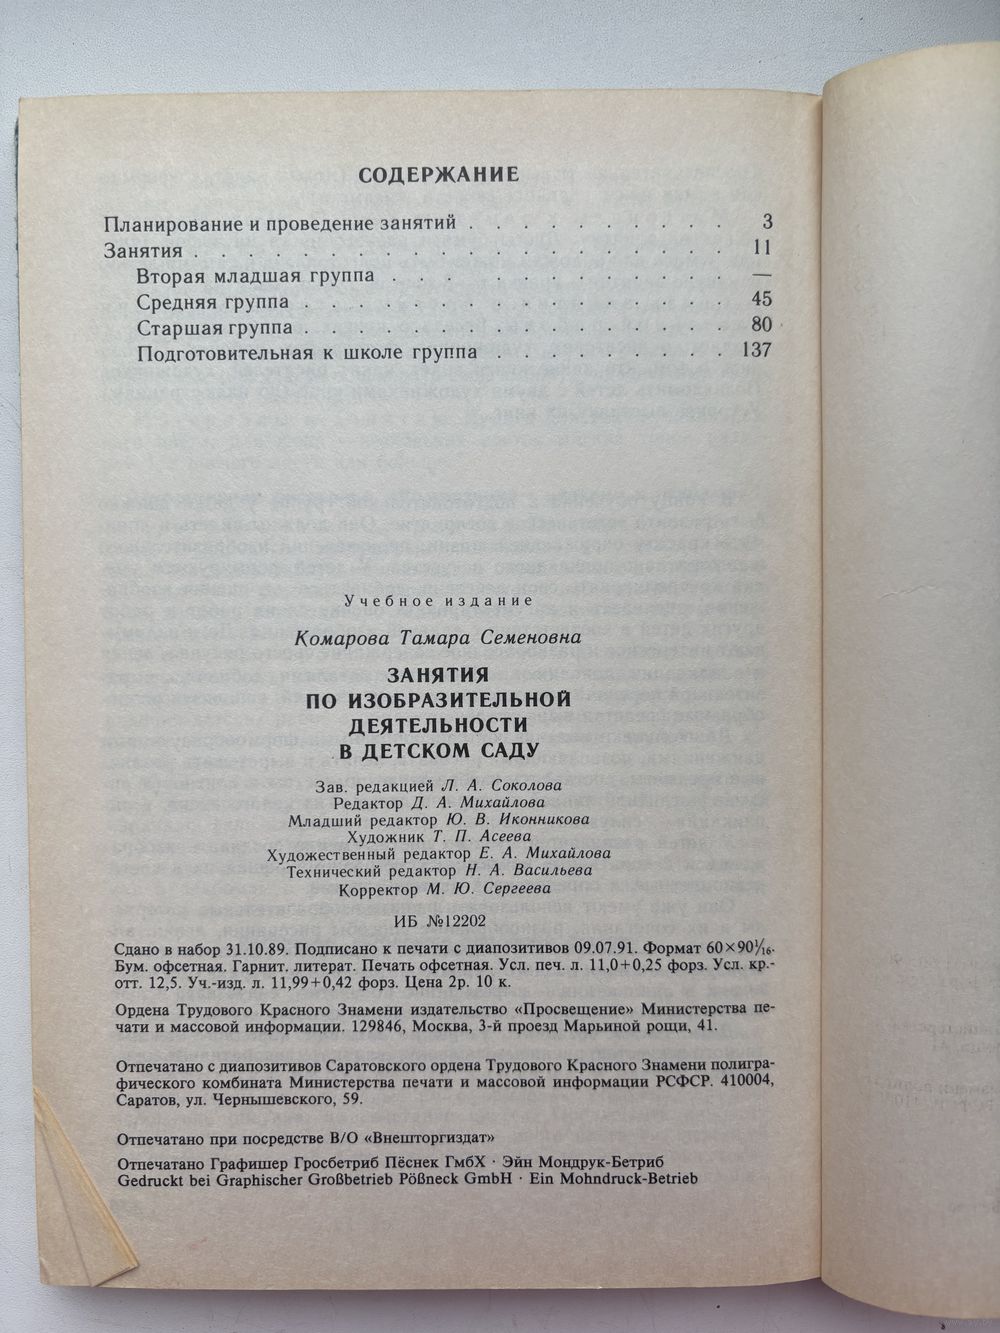 СОДЕРЖАНИЕ
Планирование и проведение занятий . . . . . . . . . . 3
Занятия . . . . . . . . . . . . . . . . . . . . 11
Вторая младшая группа . . . . . . . . . . . . . —
Средняя группа . . . . . . . . . . . . . . . . 45
Старшая группа . . . . . . . . . . . . . . . . 80
Подготовительная к школе группа . . . . . . . . . 137
Учебное издание
Комарова Тамара Семеновна
ЗАНЯТИЯ
ПО ИЗОБРАЗИТЕЛЬНОЙ
ДЕЯТЕЛЬНОСТИ
В ДЕТСКОМ САДУ
Зав. редакцией Л. А. Соколова
Редактор Д. А. Михайлова
Младший редактор Ю. В. Иконникова
Художник Т. П. Асеева
Художественный редактор Е. А. Михайлова
Технический редактор Н. А. Васильева
Корректор М. Ю. Сергеева
ИБ №12202
Сдано в набор 31.10.89. Подписано к печати с диапозитивов 09.07.91. Формат 60×90 1/16.
Бум. офсетная. Гарнит. литерат. Печать офсетная. Усл. печ. л. 11,0+0,25 форз. Усл. кр.-
отт. 12,5. Уч.-изд. л. 11,99+0,42 форз. Цена 2р. 10 к.
Ордена Трудового Красного Знамени издательство «Просвещение» Министерства пе-
чати и массовой информации. 129846, Москва, 3-й проезд Марьиной рощи, 41.
Отпечатано с диапозитивов Саратовского ордена Трудового Красного Знамени полигра-
фического комбината Министерства печати и массовой информации РСФСР. 410004,
Саратов, ул. Чернышевского, 59.
Отпечатано при посредстве В/О «Внешторгиздат»
Отпечатано Графишер Гросбетриб Пёснек ГмбХ · Эйн Мондрук-Бетриб
Gedruckt bei Graphischer Großbetrieb Pößneck GmbH · Ein Mohndruck-Betrieb